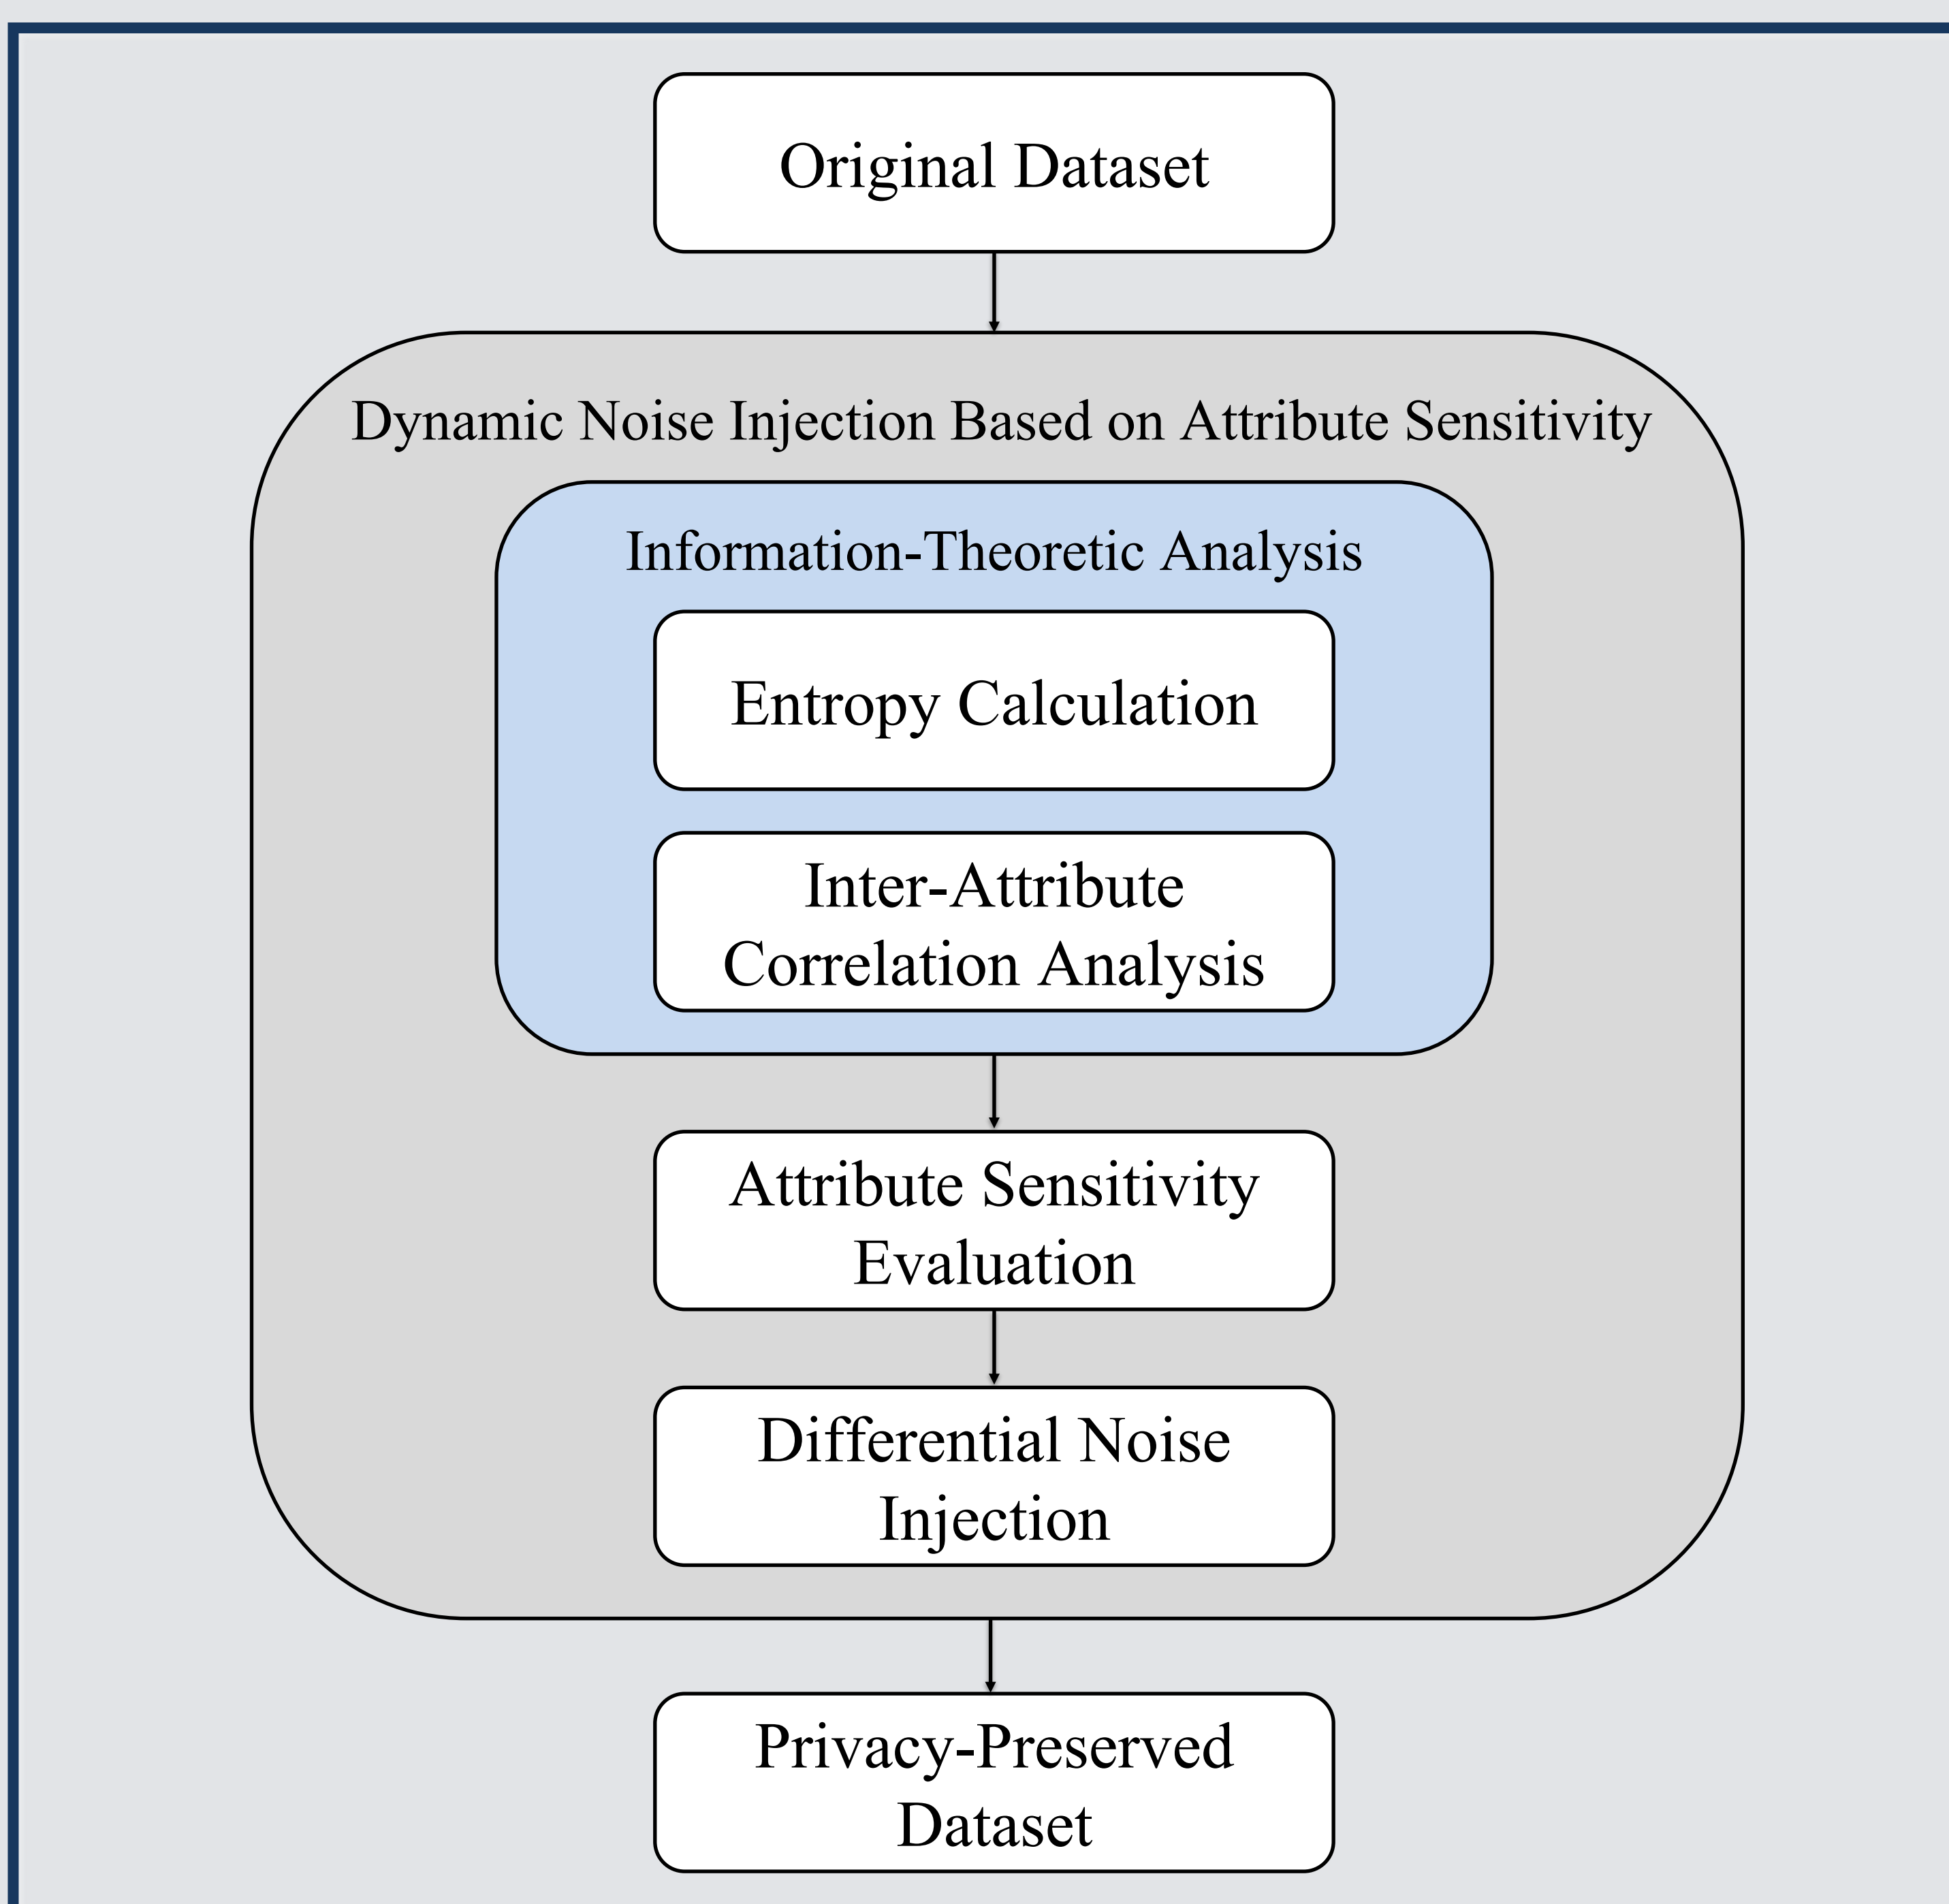 Original Dataset
Dynamic Noise Injection Based on Attribute Sensitivity
Information-Theoretic Analysis
Entropy Calculation
Inter-Attribute
Correlation Analysis
Attribute Sensitivity
Evaluation
Differential Noise
Injection
Privacy-Preserved
Dataset